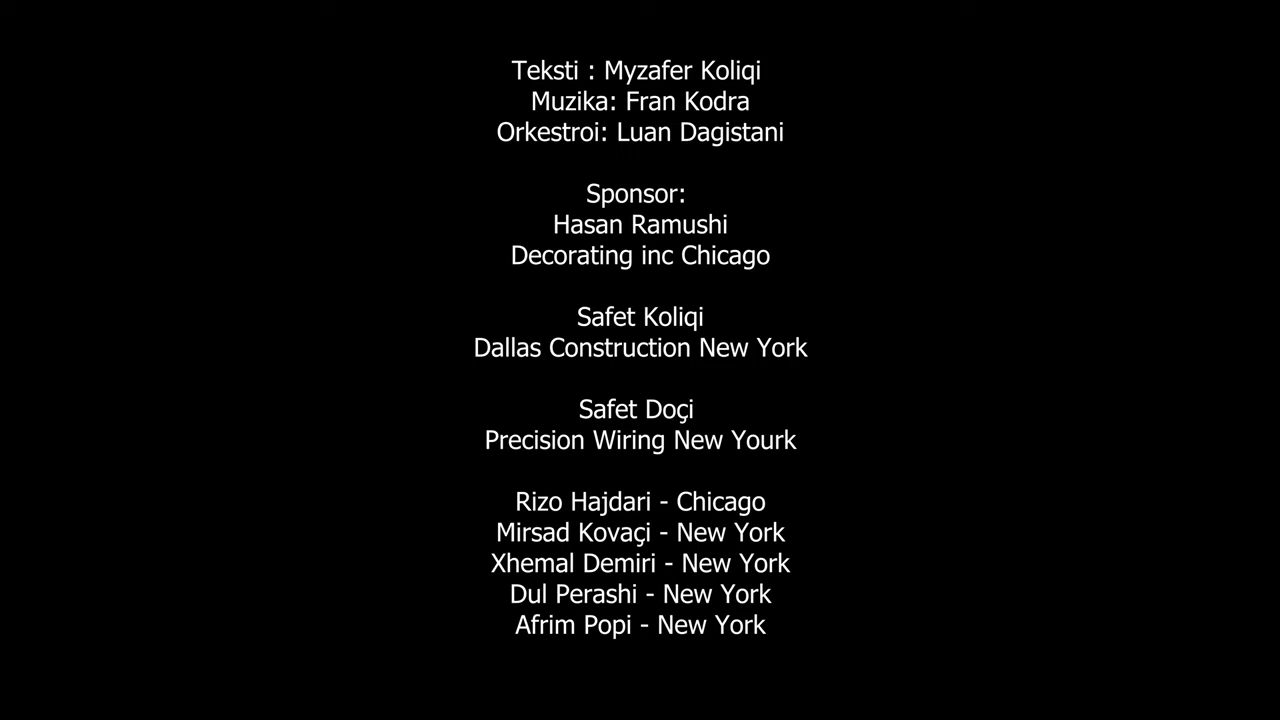 Teksti : Myzafer Koliqi
Muzika: Fran Kodra
Orkestroi: Luan Dagistani
Sponsor:
Hasan Ramushi
Decorating inc Chicago
Safet Koliqi
Dallas Construction New York
Safet Doçi
Precision Wiring New Yourk
Rizo Hajdari - Chicago
Mirsad Kovaçi - New York
Xhemal Demiri - New York
Dul Perashi - New York
Afrim Popi - New York